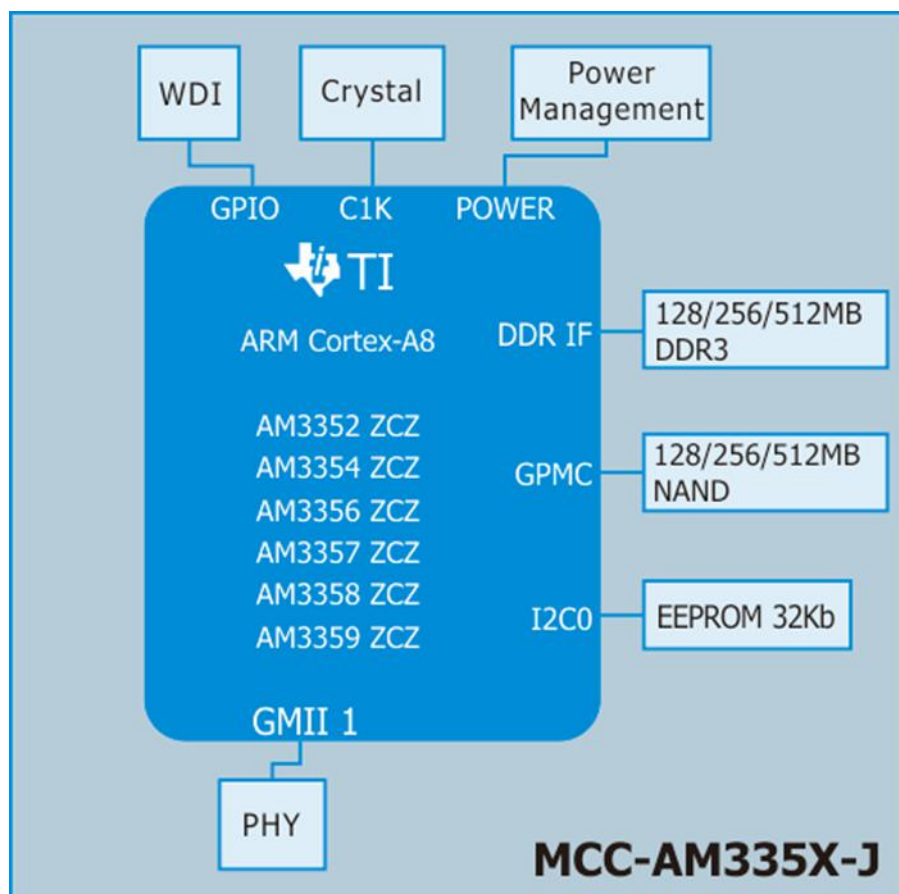 WDI
Crystal
Power
Management
GPIO
C1K
POWER
TI
ARM Cortex-A8
DDR IF
128/256/512MB
DDR3
AM3352 ZCZ
AM3354 ZCZ
AM3356 ZCZ
AM3357 ZCZ
AM3358 ZCZ
AM3359 ZCZ
GPMC
128/256/512MB
NAND
I2C0
EEPROM 32Kb
GMII 1
PHY
MCC-AM335X-J